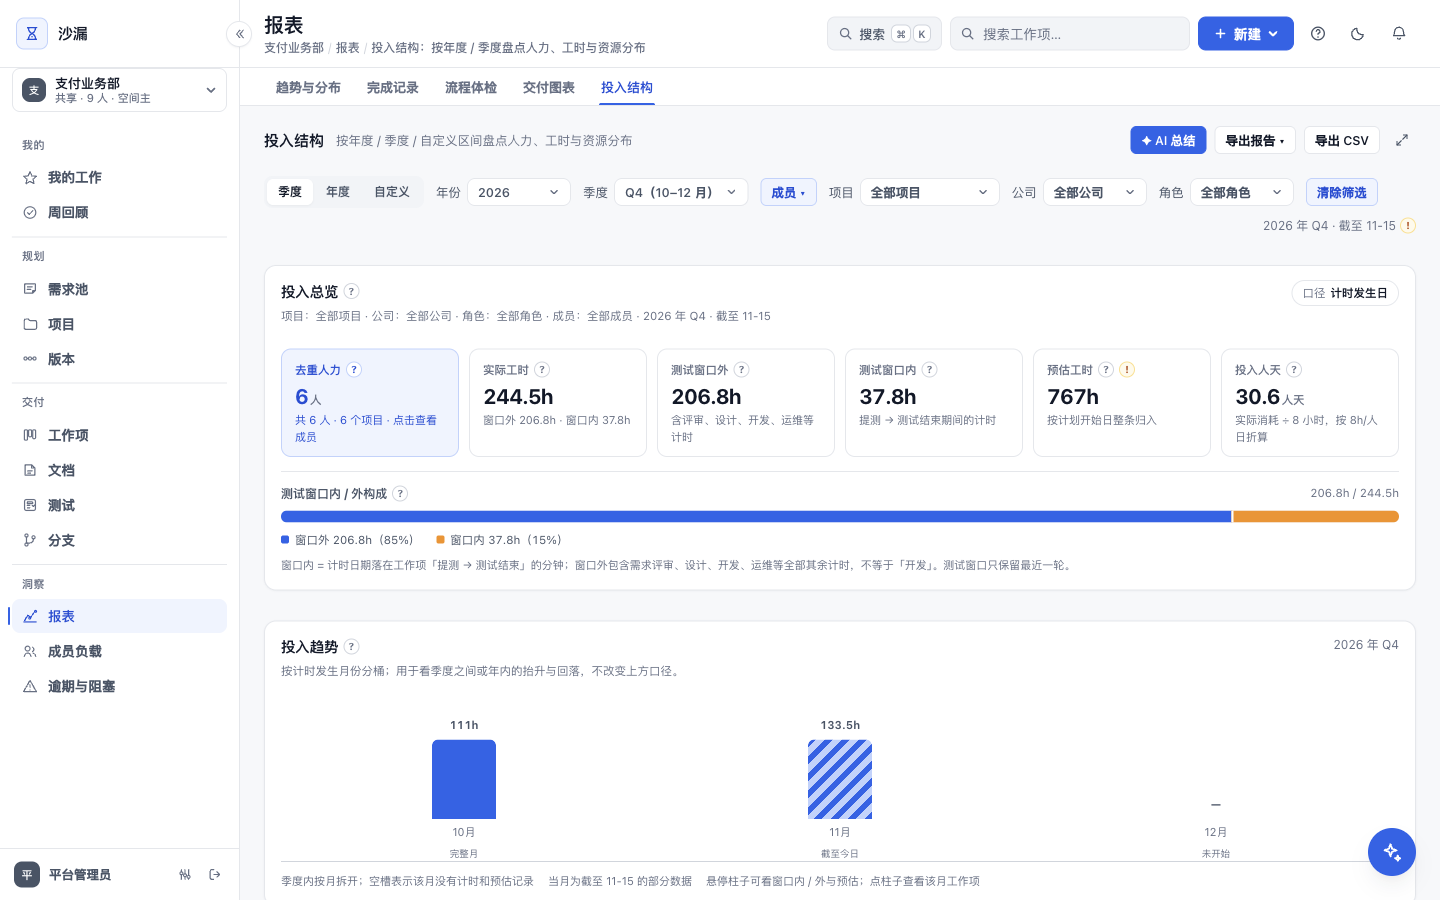 沙漏
支付业务部
共享 · 9 人 · 空间主
支
我的
我的工作
周回顾
规划
需求池
项目
版本
交付
工作项
文档
测试
分支
洞察
报表
成员负载
逾期与阻塞
平 平台管理员
报表
支付业务部 / 报表 / 投入结构：按年度 / 季度盘点人力、工时与资源分布
搜索 ⌘ K
搜索工作项...
+ 新建
趋势与分布 完成记录 流程体检 交付图表 投入结构
投入结构 按年度 / 季度 / 自定义区间盘点人力、工时与资源分布
AI 总结 导出报告 导出 CSV
季度 年度 自定义 年份 2026 季度 Q4（10–12 月） 成员 项目 全部项目 公司 全部公司 角色 全部角色 清除筛选
2026 年 Q4 · 截至 11-15 !
投入总览 ?
口径 计时发生日
项目：全部项目 · 公司：全部公司 · 角色：全部角色 · 成员：全部成员 · 2026 年 Q4 · 截至 11-15
去重人力 ?
6 人
共 6 人 · 6 个项目 · 点击查看
成员
实际工时 ?
244.5h
窗口外 206.8h · 窗口内 37.8h
测试窗口外 ?
206.8h
含评审、设计、开发、运维等
计时
测试窗口内 ?
37.8h
提测 → 测试结束期间的计时
预估工时 ? !
767h
按计划开始日整条归入
投入人天 ?
30.6 人天
实际消耗 ÷ 8 小时，按 8h/人
日折算
测试窗口内 / 外构成 ?
206.8h / 244.5h
窗口外 206.8h（85%） 窗口内 37.8h（15%）
窗口内 = 计时日期落在工作项「提测 → 测试结束」的分钟；窗口外包含需求评审、设计、开发、运维等全部其余计时，不等于「开发」。测试窗口只保留最近一轮。
投入趋势 ?
2026 年 Q4
按计时发生月份分桶；用于看季度之间或年内的抬升与回落，不改变上方口径。
111h
133.5h
—
10月
11月
12月
完整月
截至今日
未开始
季度内按月拆开；空槽表示该月没有计时和预估记录 当月为截至 11-15 的部分数据 悬停柱子可看窗口内 / 外与预估；点柱子查看该月工作项